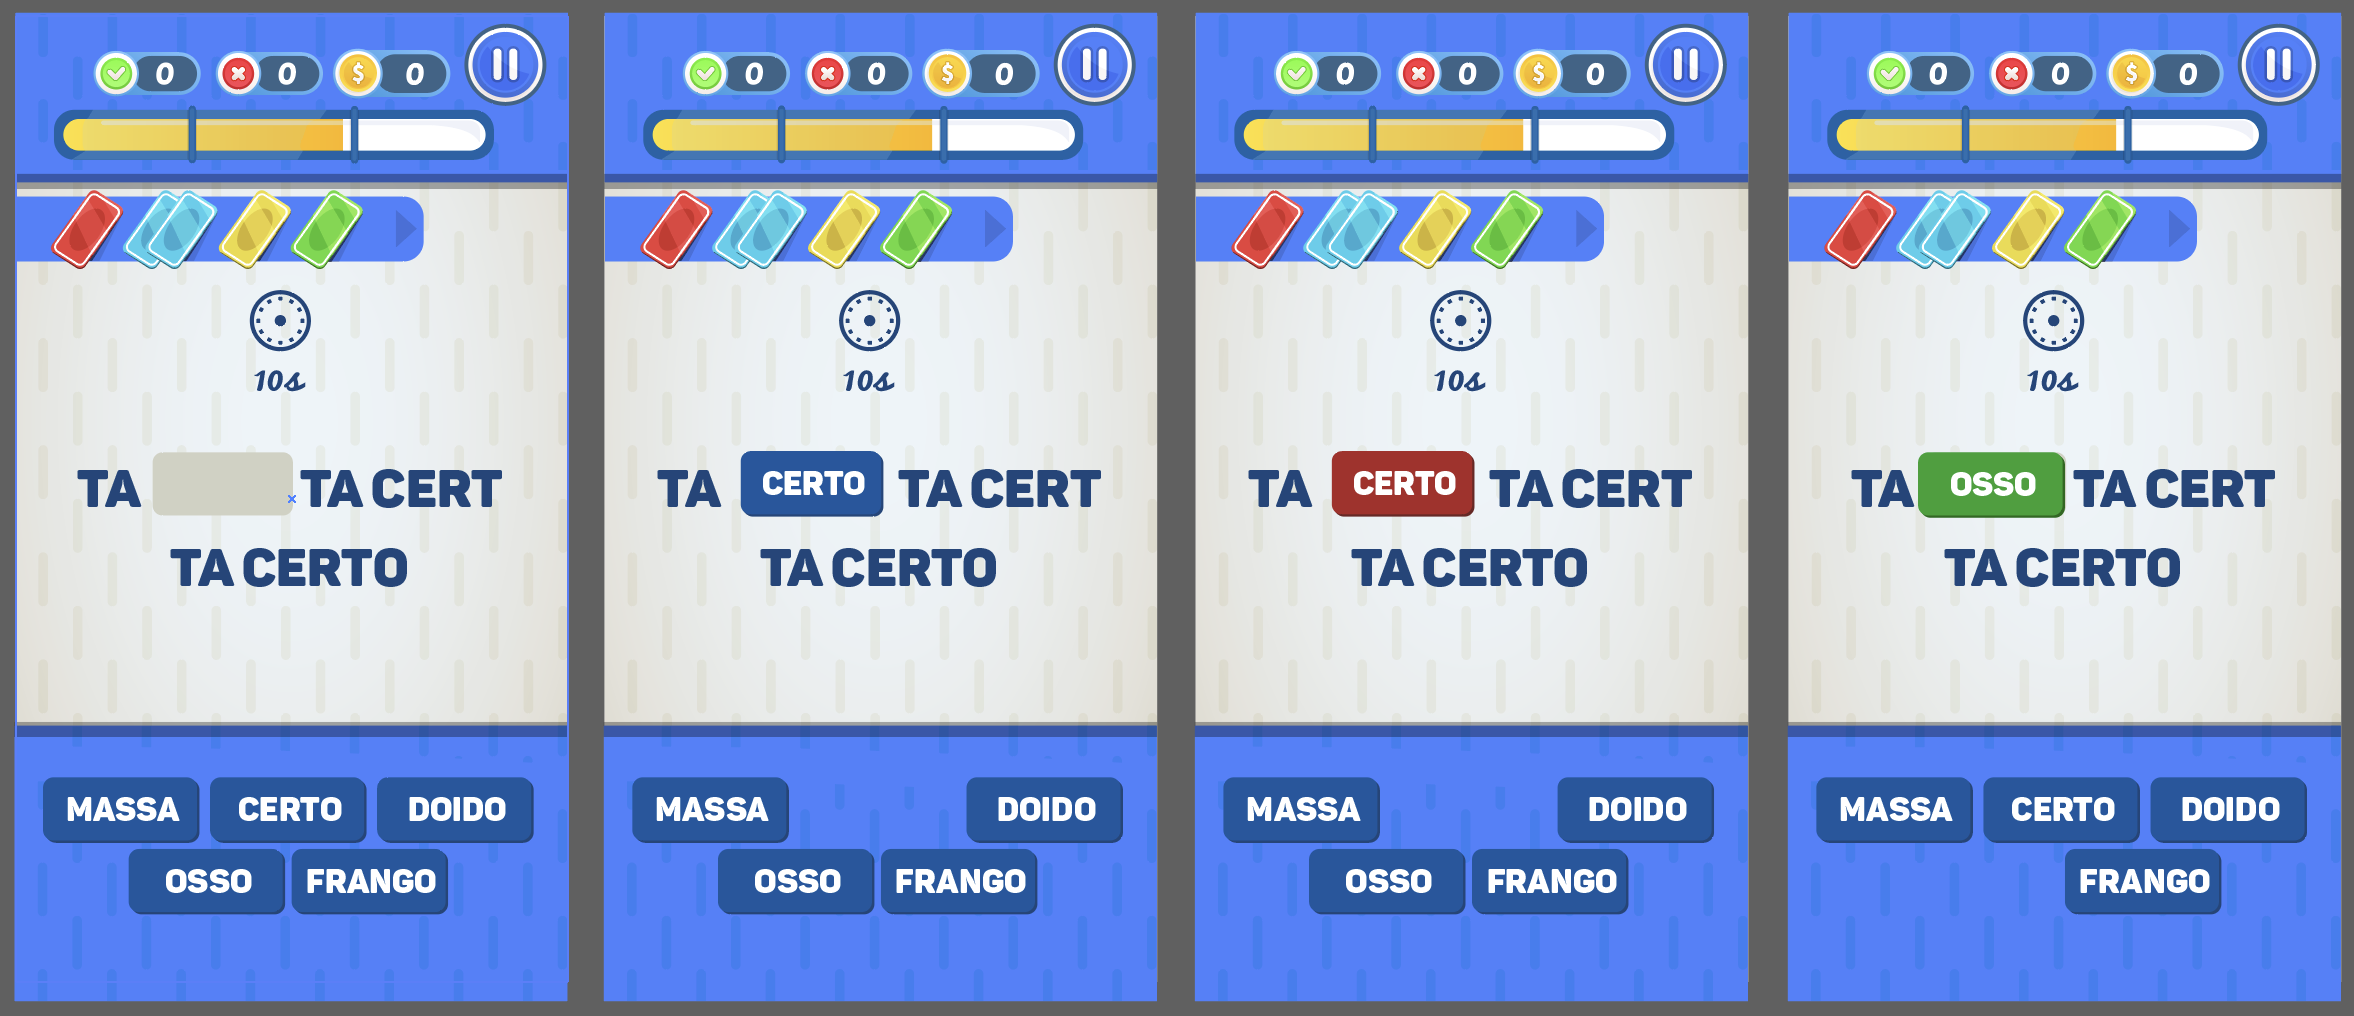 0 0 $ 0
10s
TA TA CERT
TA CERTO
MASSA CERTO DOIDO
OSSO FRANGO
0 0 $ 0
10s
TA CERTO TA CERT
TA CERTO
MASSA DOIDO
OSSO FRANGO
0 0 $ 0
10s
TA CERTO TA CERT
TA CERTO
MASSA DOIDO
OSSO FRANGO
0 0 $ 0
10s
TA OSSO TA CERT
TA CERTO
MASSA CERTO DOIDO
FRANGO